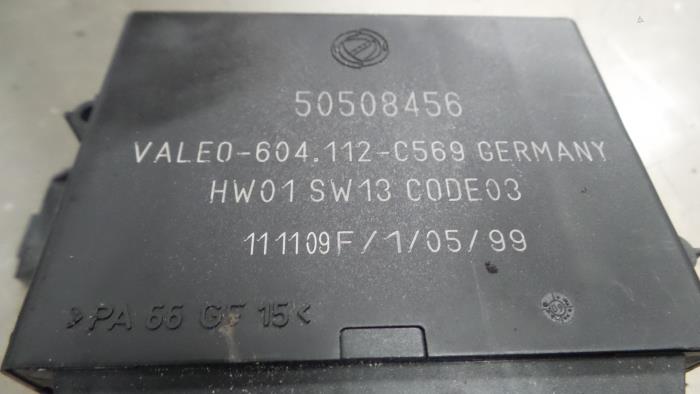 50508456
VALEO-604.112-C569 GERMANY
HW01 SW13 CODE03
111109F/1/05/99
>PA 66 GF 15<